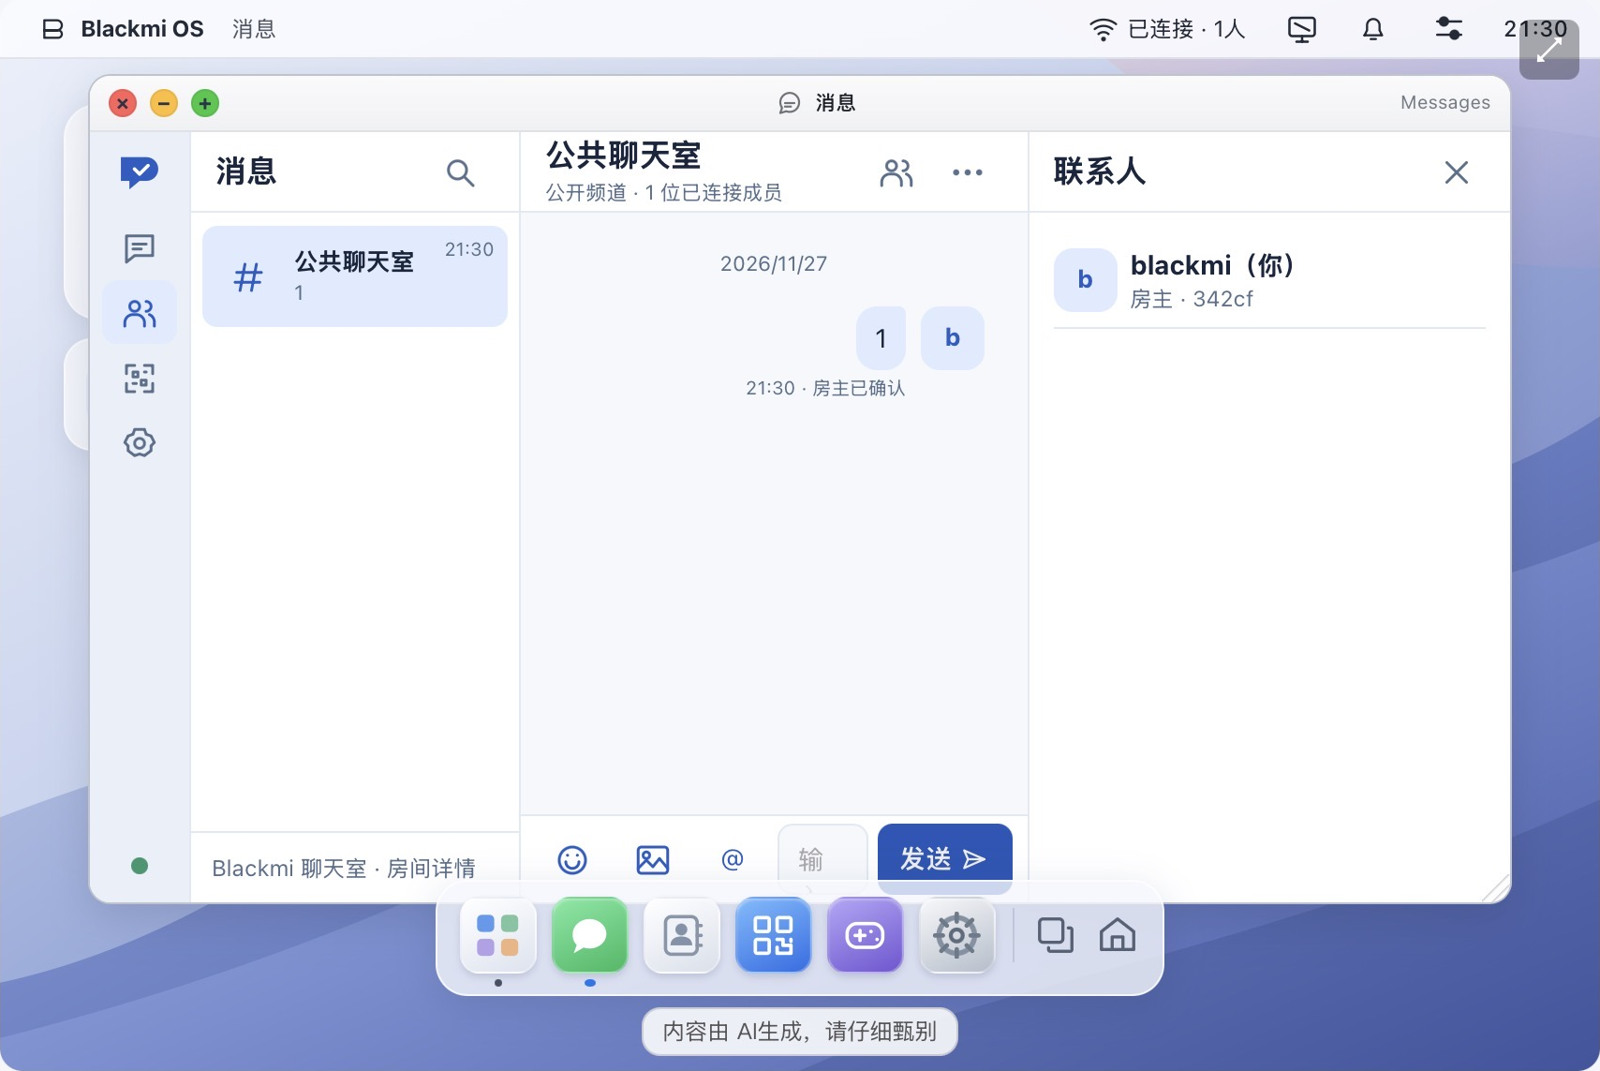 Blackmi OS 消息 已连接 · 1人 21:30
消息 Messages
消息
公共聊天室 21:30
1
Blackmi 聊天室 · 房间详情
公共聊天室
公开频道 · 1 位已连接成员
2026/11/27
1 b
21:30 · 房主已确认
@ 输 发送
联系人
b blackmi（你）
房主 · 342cf
内容由 AI生成，请仔细甄别